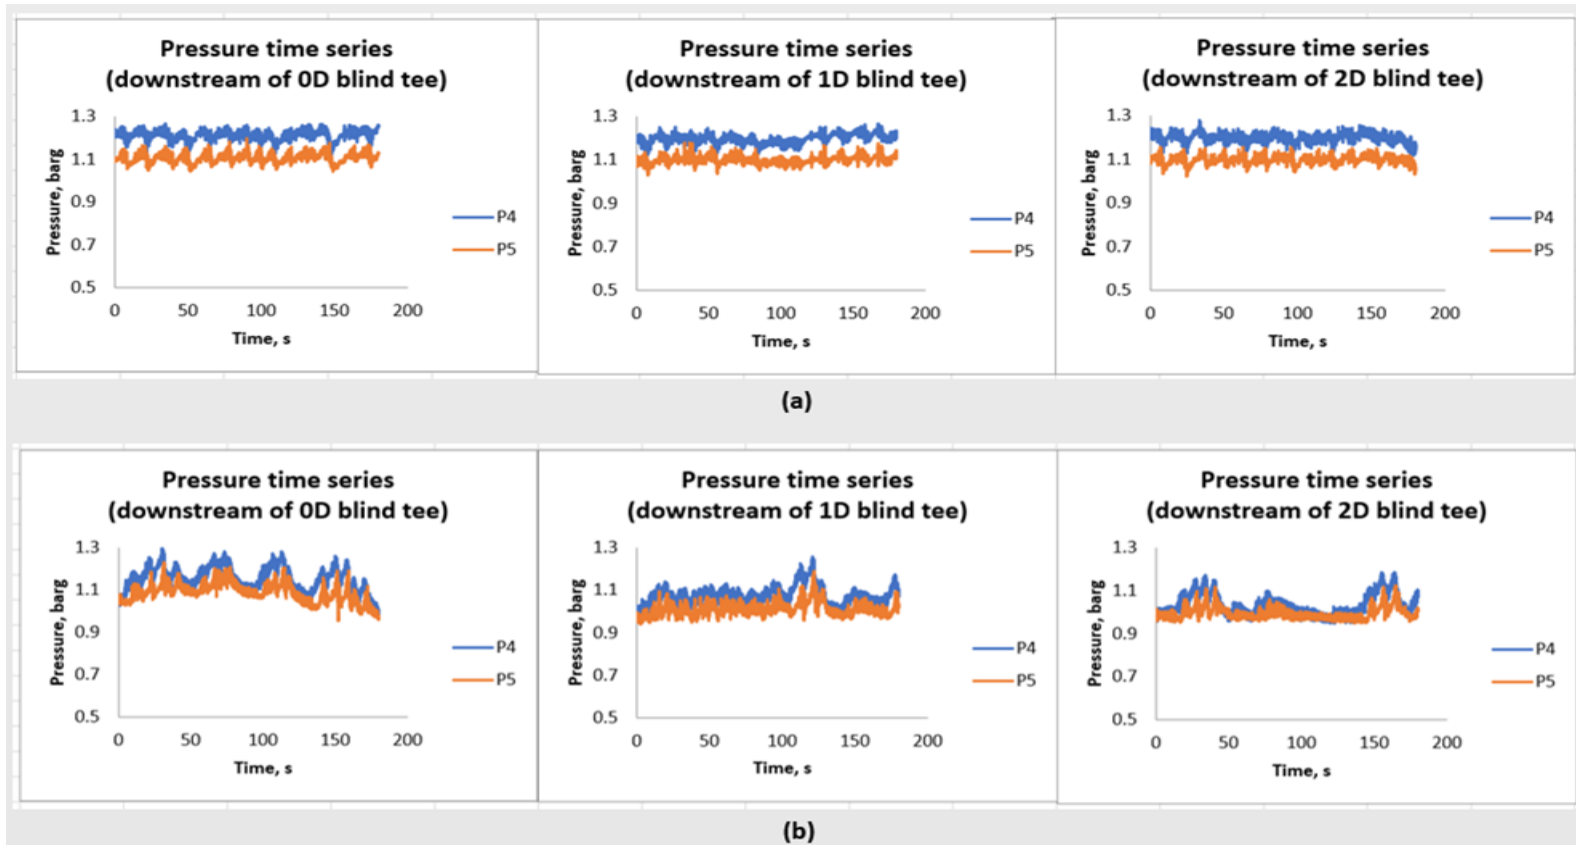 Pressure time series
(downstream of 0D blind tee)
1.3
1.1
0.9
0.7
0.5
Pressure, barg
0 50 100 150 200
Time, s
P4
P5
Pressure time series
(downstream of 1D blind tee)
1.3
1.1
0.9
0.7
0.5
Pressure, barg
0 50 100 150 200
Time, s
P4
P5
Pressure time series
(downstream of 2D blind tee)
1.3
1.1
0.9
0.7
0.5
Pressure, barg
0 50 100 150 200
Time, s
P4
P5
(a)
Pressure time series
(downstream of 0D blind tee)
1.3
1.1
0.9
0.7
0.5
Pressure, barg
0 50 100 150 200
Time, s
P4
P5
Pressure time series
(downstream of 1D blind tee)
1.3
1.1
0.9
0.7
0.5
Pressure, barg
0 50 100 150 200
Time, s
P4
P5
Pressure time series
(downstream of 2D blind tee)
1.3
1.1
0.9
0.7
0.5
Pressure, barg
0 50 100 150 200
Time, s
P4
P5
(b)